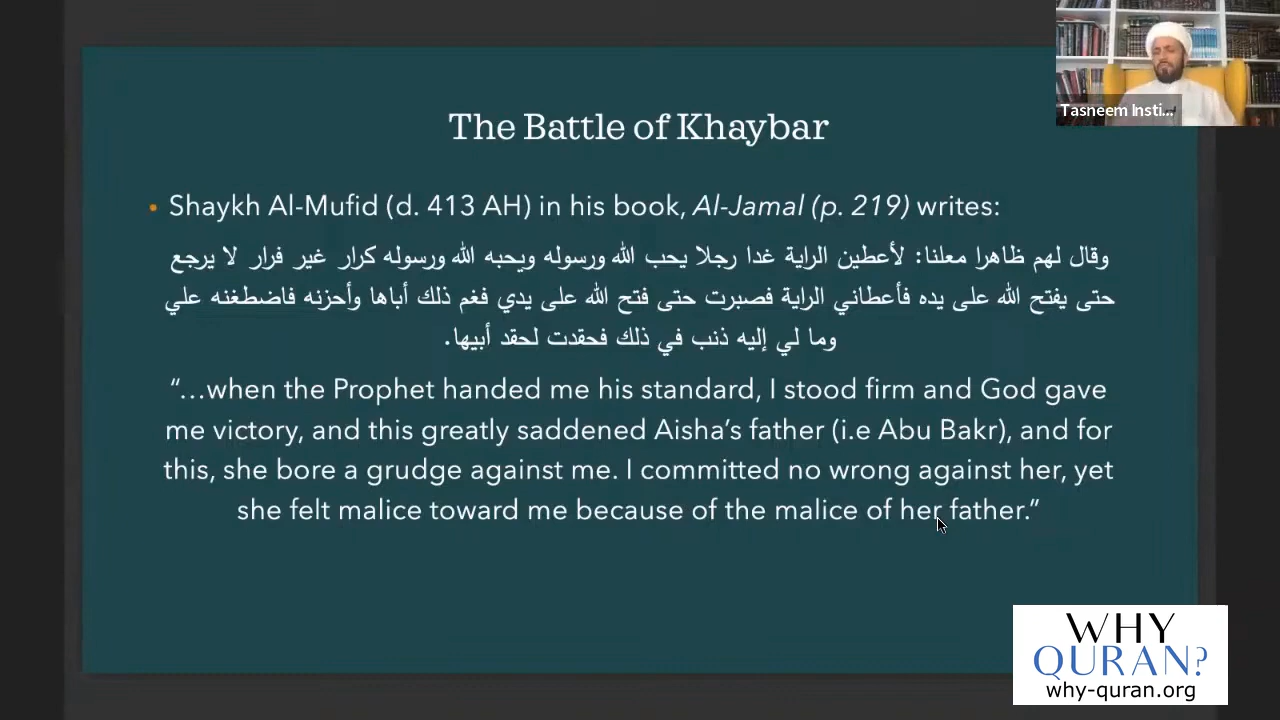 Tasneem Insti...
The Battle of Khaybar
• Shaykh Al-Mufid (d. 413 AH) in his book, Al-Jamal (p. 219) writes:
وقال لهم ظاهرا معلنا: لأعطين الراية غدا رجلا يحب الله ورسوله ويحبه الله ورسوله كرار غير فرار لا يرجع
حتى يفتح الله على يده فأعطاني الراية فصبرت حتى فتح الله على يدي فغم ذلك أباها وأحزنه فاضطغنه علي
وما لي إليه ذنب في ذلك فحقدت لحقد أبيها.
“…when the Prophet handed me his standard, I stood firm and God gave
me victory, and this greatly saddened Aisha’s father (i.e Abu Bakr), and for
this, she bore a grudge against me. I committed no wrong against her, yet
she felt malice toward me because of the malice of her father.”
WHY
QURAN?
why-quran.org